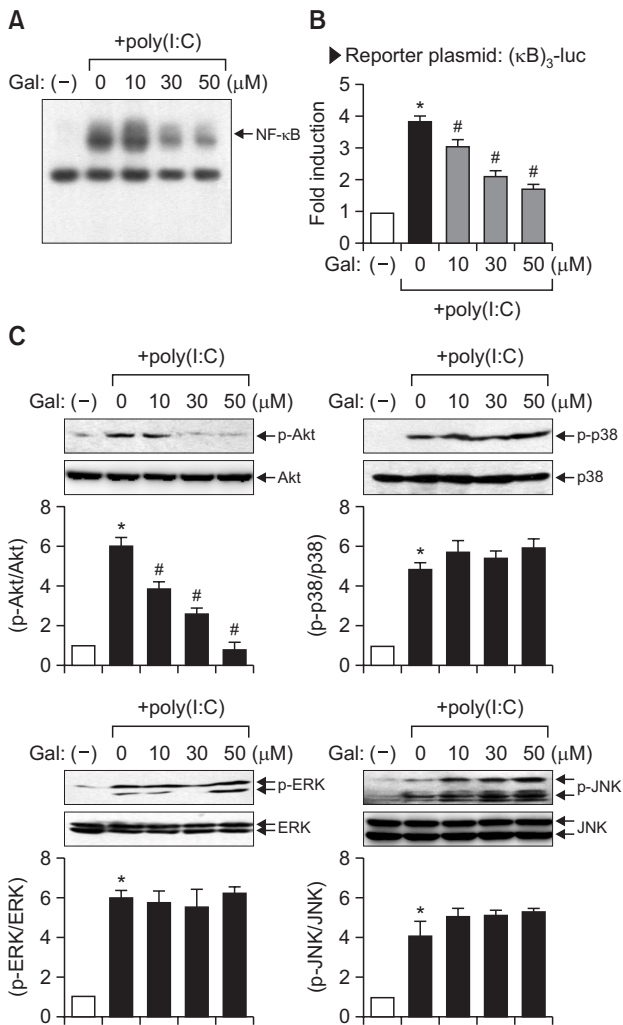 A
+poly(I:C)
Gal: (−) 0 10 30 50 (μM)
NF-κB
B
Reporter plasmid: (κB)3-luc
Fold induction
5
4
3
2
1
0
*
#
#
#
Gal: (−) 0 10 30 50 (μM)
+poly(I:C)
C
+poly(I:C)
Gal: (−) 0 10 30 50 (μM)
p-Akt
Akt
(p-Akt/Akt)
8
6
4
2
0
*
#
#
#
+poly(I:C)
Gal: (−) 0 10 30 50 (μM)
p-p38
p38
(p-p38/p38)
8
6
4
2
0
*
+poly(I:C)
Gal: (−) 0 10 30 50 (μM)
p-ERK
ERK
(p-ERK/ERK)
8
6
4
2
0
*
+poly(I:C)
Gal: (−) 0 10 30 50 (μM)
p-JNK
JNK
(p-JNK/JNK)
8
6
4
2
0
*